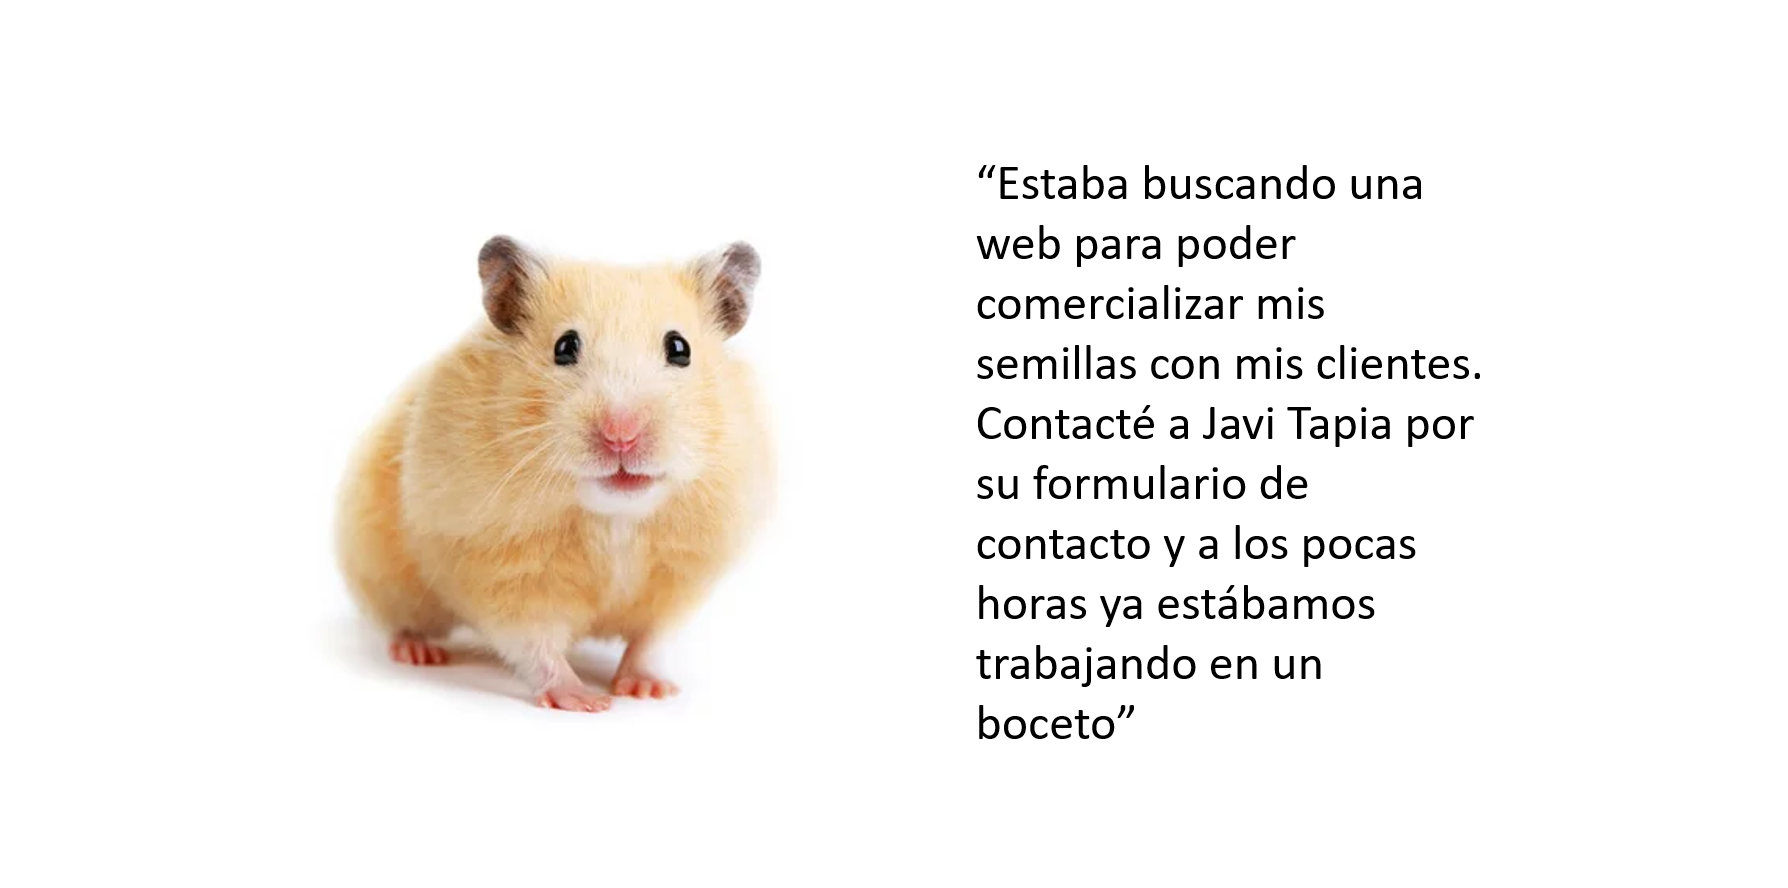 “Estaba buscando una
web para poder
comercializar mis
semillas con mis clientes.
Contacté a Javi Tapia por
su formulario de
contacto y a los pocas
horas ya estábamos
trabajando en un
boceto”